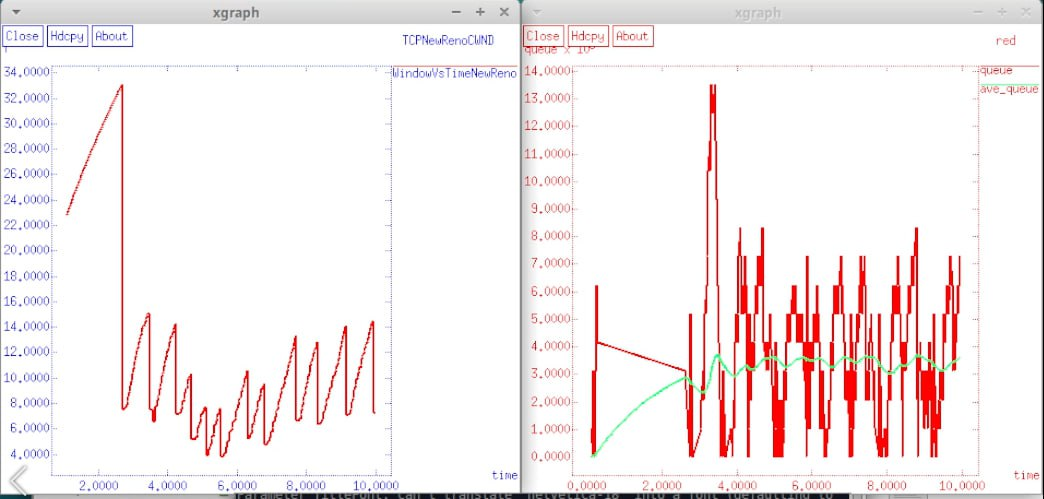 xgraph
Close Hdcpy About
TCPNewRenoCWND
34.0000
WindowVsTimeNewReno
32.0000
30.0000
28.0000
26.0000
24.0000
22.0000
20.0000
18.0000
16.0000
14.0000
12.0000
10.0000
8.0000
6.0000
4.0000
time
2.0000 4.0000 6.0000 8.0000 10.0000
xgraph
Close Hdcpy About
red
queue x 10³
14.0000
queue
13.0000
ave_queue
12.0000
11.0000
10.0000
9.0000
8.0000
7.0000
6.0000
5.0000
4.0000
3.0000
2.0000
1.0000
0.0000
time
0.0000 2.0000 4.0000 6.0000 8.0000 10.0000